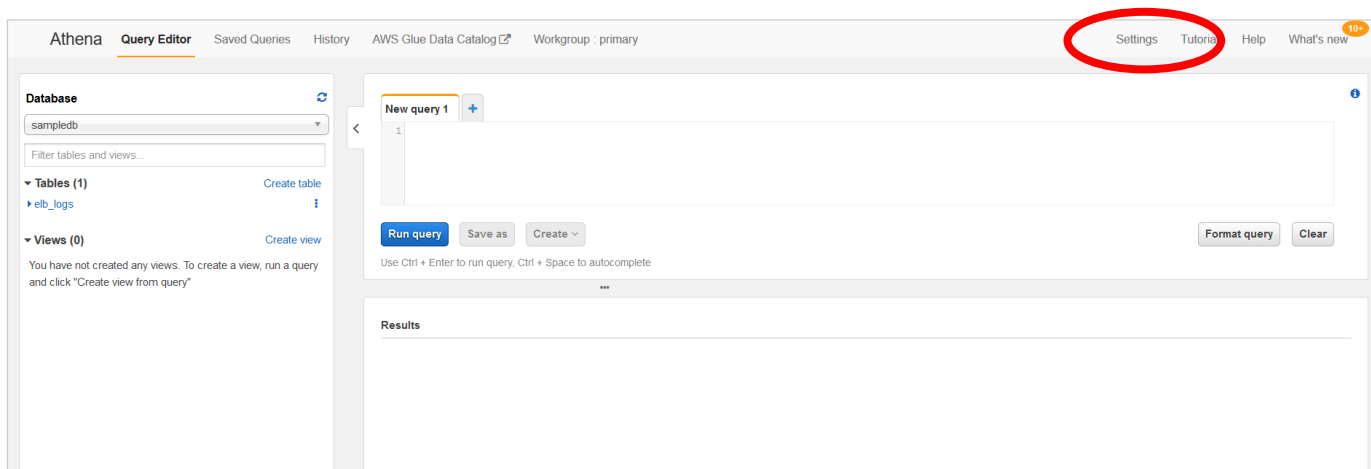 10+
Athena Query Editor Saved Queries History AWS Glue Data Catalog Workgroup : primary Settings Tutorial Help What's new
Database
sampledb
Filter tables and views...
Tables (1) Create table
elb_logs
Views (0) Create view
You have not created any views. To create a view, run a query
and click "Create view from query"
New query 1 +
1
Run query Save as Create Format query Clear
Use Ctrl + Enter to run query, Ctrl + Space to autocomplete
Results